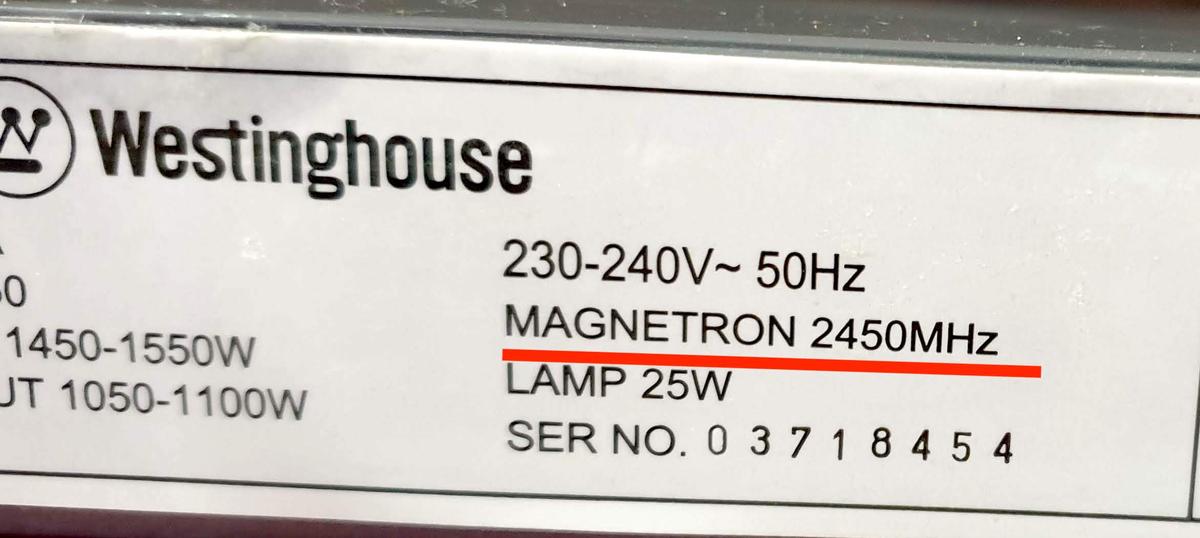 Westinghouse
230-240V~ 50Hz
MAGNETRON 2450MHz
1450-1550W
LAMP 25W
1050-1100W
SER NO. 0 3 7 1 8 4 5 4